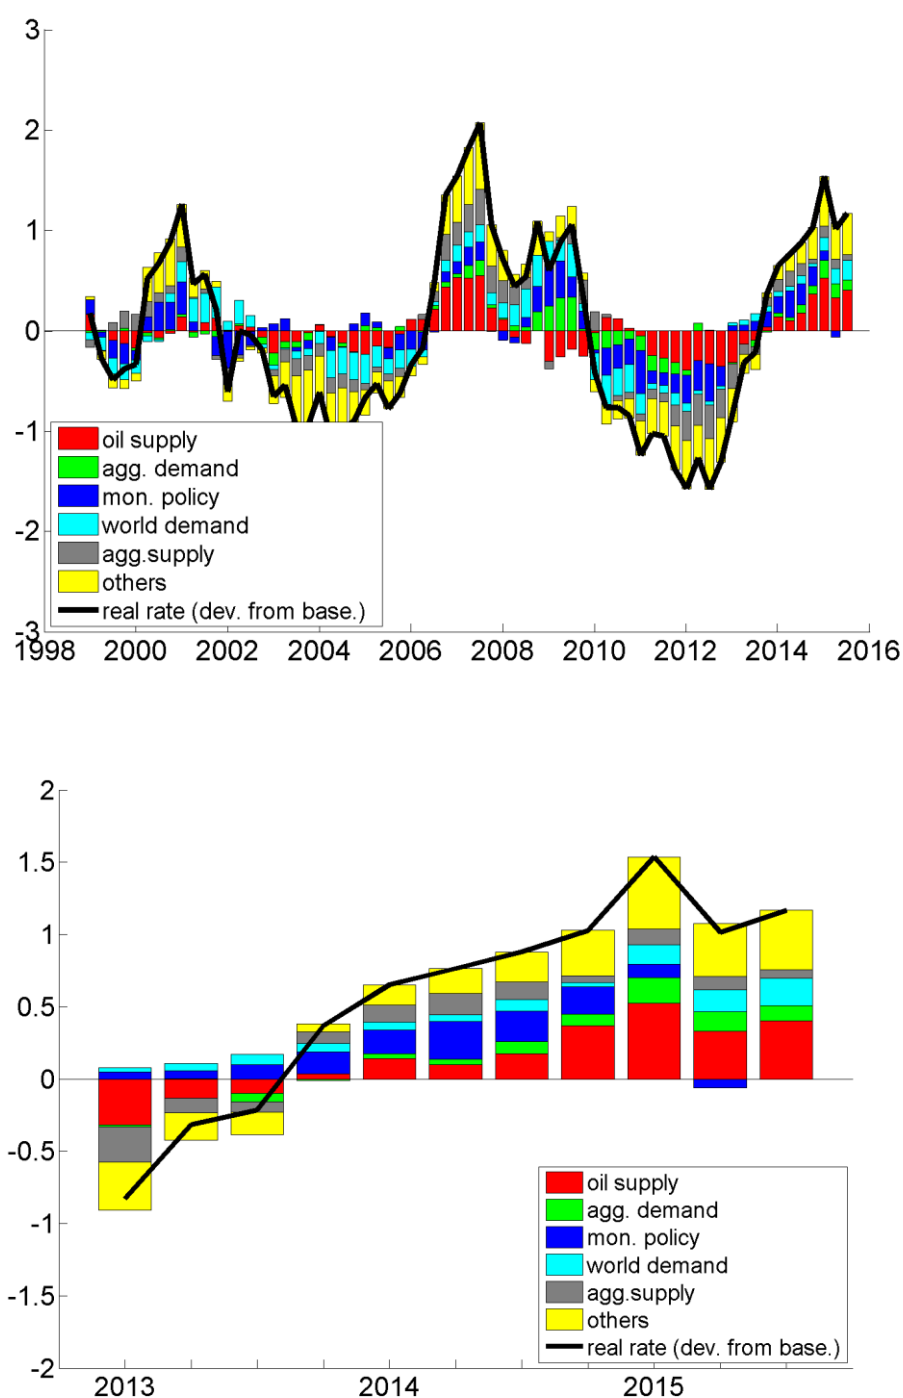 3
2
1
0
-1
-2
-3
oil supply
agg. demand
mon. policy
world demand
agg.supply
others
real rate (dev. from base.)
1998 2000 2002 2004 2006 2008 2010 2012 2014 2016
2
1.5
1
0.5
0
-0.5
-1
-1.5
-2
oil supply
agg. demand
mon. policy
world demand
agg.supply
others
real rate (dev. from base.)
2013 2014 2015